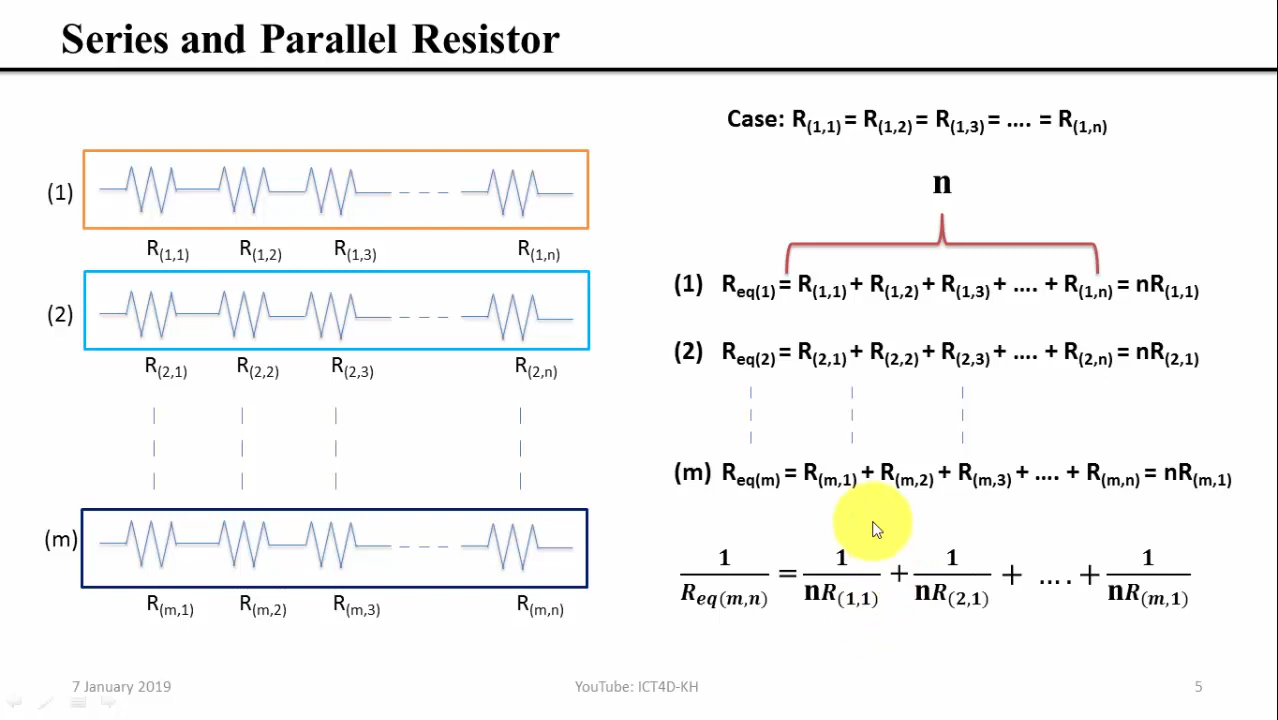 Series and Parallel Resistor
(1)
R(1,1) R(1,2) R(1,3) R(1,n)
(2)
R(2,1) R(2,2) R(2,3) R(2,n)
(m)
R(m,1) R(m,2) R(m,3) R(m,n)
Case: R(1,1) = R(1,2) = R(1,3) = .... = R(1,n)
n
(1) Req(1) = R(1,1) + R(1,2) + R(1,3) + .... + R(1,n) = nR(1,1)
(2) Req(2) = R(2,1) + R(2,2) + R(2,3) + .... + R(2,n) = nR(2,1)
(m) Req(m) = R(m,1) + R(m,2) + R(m,3) + .... + R(m,n) = nR(m,1)
1/Req(m,n) = 1/nR(1,1) + 1/nR(2,1) + .... + 1/nR(m,1)
7 January 2019
YouTube: ICT4D-KH
5